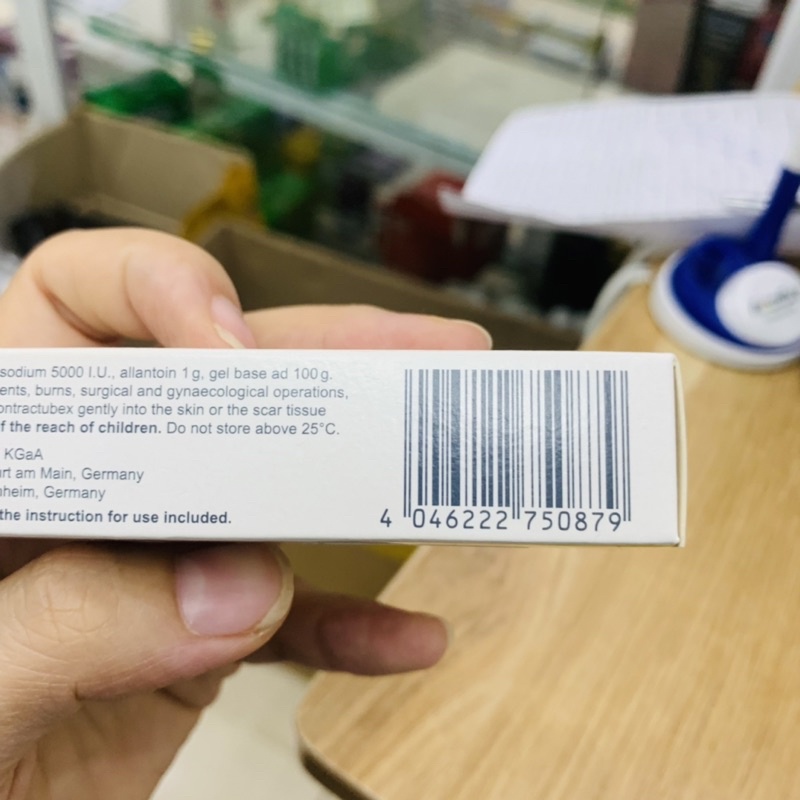 sodium 5000 I.U., allantoin 1 g, gel base ad 100 g.
ents, burns, surgical and gynaecological operations,
ontractubex gently into the skin or the scar tissue
f the reach of children. Do not store above 25°C.
KGaA
rt am Main, Germany
nheim, Germany
the instruction for use included.
4 046222 750879